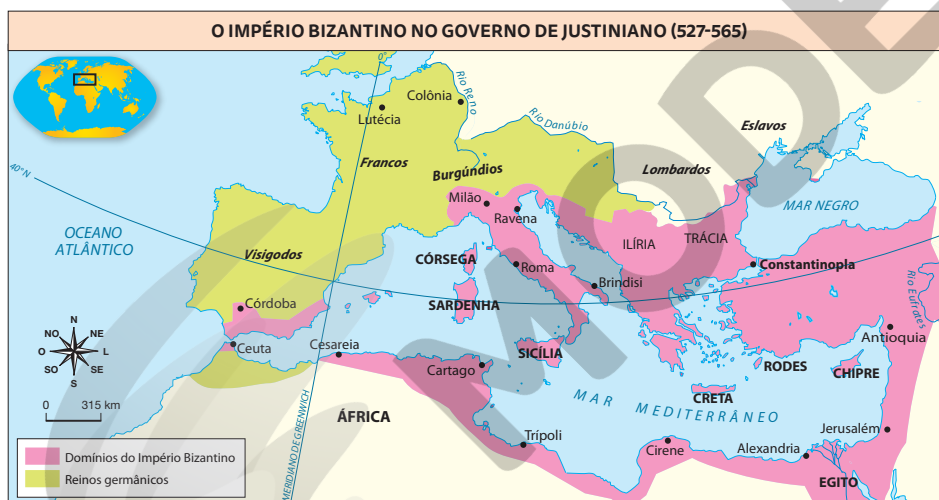 O IMPÉRIO BIZANTINO NO GOVERNO DE JUSTINIANO (527-565)
0°
Rio Reno
Colônia
Lutécia
Rio Danúbio
Eslavos
Francos
Burgúndios
Lombardos
40°N
Milão
Ravena
MAR NEGRO
OCEANO
ATLÂNTICO
ILÍRIA
TRÁCIA
Visigodos
CÓRSEGA
Roma
Constantinopla
Brindisi
Rio Eufrates
Córdoba
SARDENHA
N
NO
NE
O
L
SO
SE
S
Ceuta
Cesareia
SICÍLIA
Antioquia
Cartago
RODES
CHIPRE
0 315 km
CRETA
MAR MEDITERRÂNEO
ÁFRICA
MERIDIANO DE GREENWICH
Trípoli
Cirene
Alexandria
Jerusalém
EGITO
Domínios do Império Bizantino
Reinos germânicos
MODE